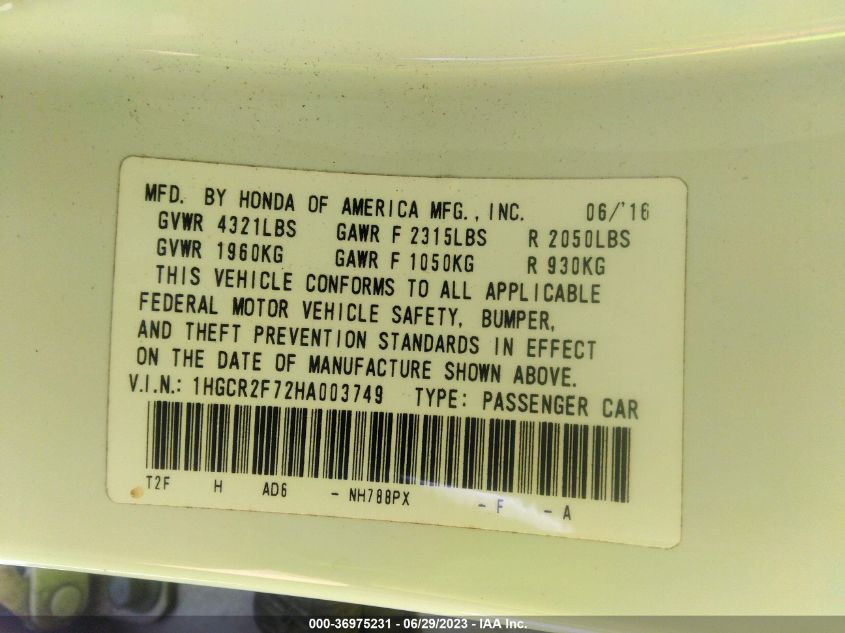 MFD. BY HONDA OF AMERICA MFG., INC. 06/'16
GVWR 4321LBS GAWR F 2315LBS R 2050LBS
GVWR 1960KG GAWR F 1050KG R 930KG
THIS VEHICLE CONFORMS TO ALL APPLICABLE
FEDERAL MOTOR VEHICLE SAFETY, BUMPER,
AND THEFT PREVENTION STANDARDS IN EFFECT
ON THE DATE OF MANUFACTURE SHOWN ABOVE.
V.I.N.: 1HGCR2F72HA003749 TYPE: PASSENGER CAR
T2F H AD6 - NH788PX - F - A
000-36975231 - 06/29/2023 - IAA Inc.